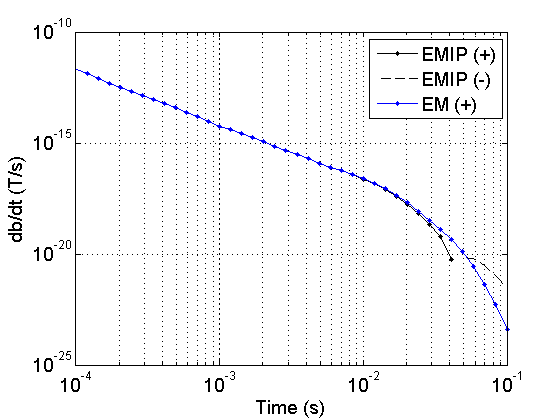 10^-10
10^-15
10^-20
10^-25
db/dt (T/s)
EMIP (+)
EMIP (-)
EM (+)
10^-4
10^-3
10^-2
10^-1
Time (s)